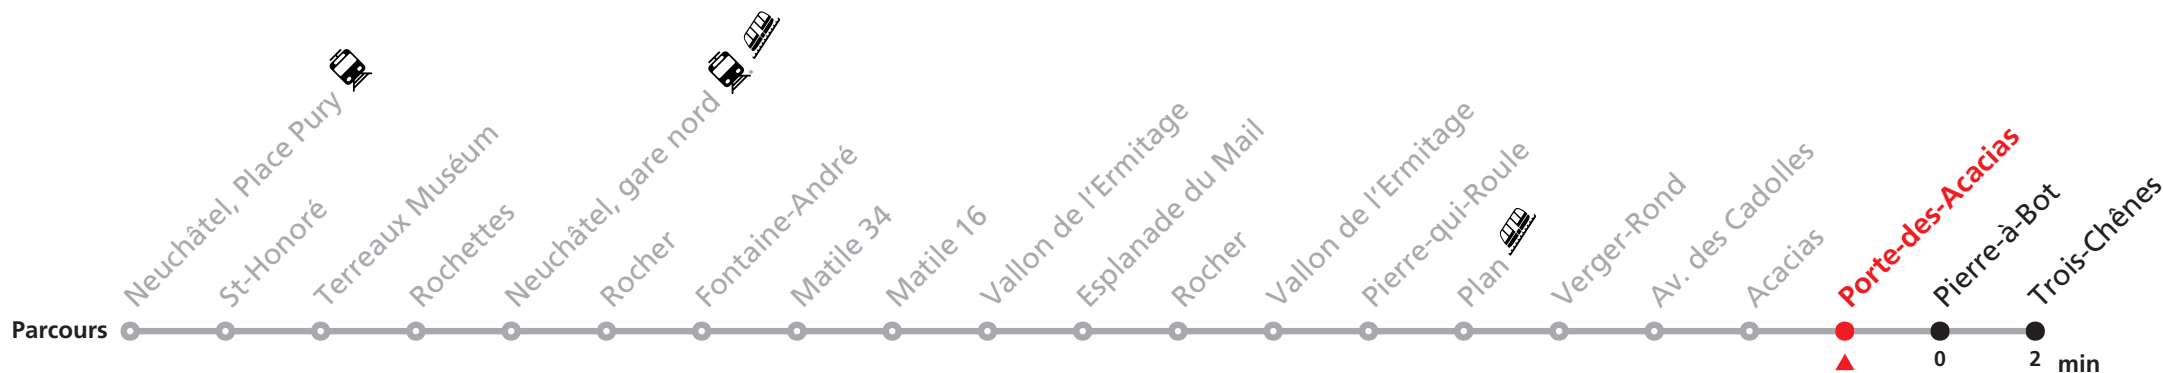 Parcours
Neuchâtel, Place Pury
St-Honoré
Terreaux Muséum
Rochettes
Neuchâtel, gare nord
Rocher
Fontaine-André
Matile 34
Matile 16
Vallon de l'Ermitage
Esplanade du Mail
Rocher
Vallon de l'Ermitage
Pierre-qui-Roule
Plan
Verger-Rond
Av. des Cadolles
Acacias
Porte-des-Acacias
Pierre-à-Bot
Trois-Chênes
0 2 min